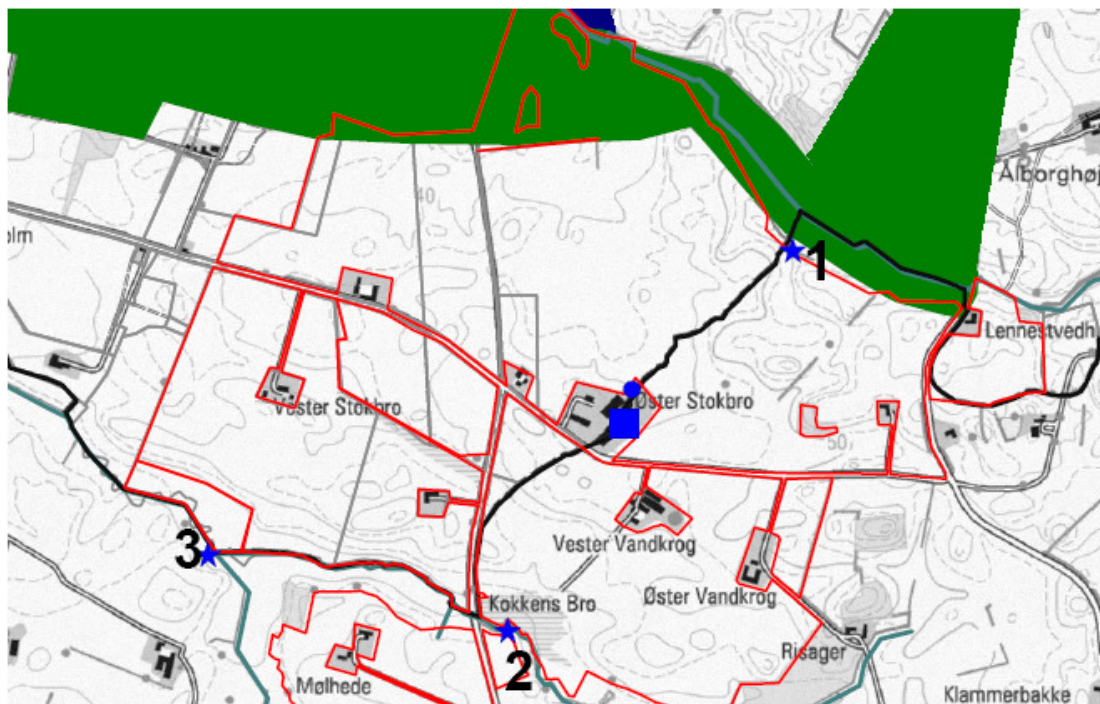 Ålborghøj
40
1
Lennestvedh
Vester Stokbro
Øster Stokbro
50
3
Vester Vandkrog
Kokkens Bro
Øster Vandkrog
2
Risager
Mølhede
Klammerbakke